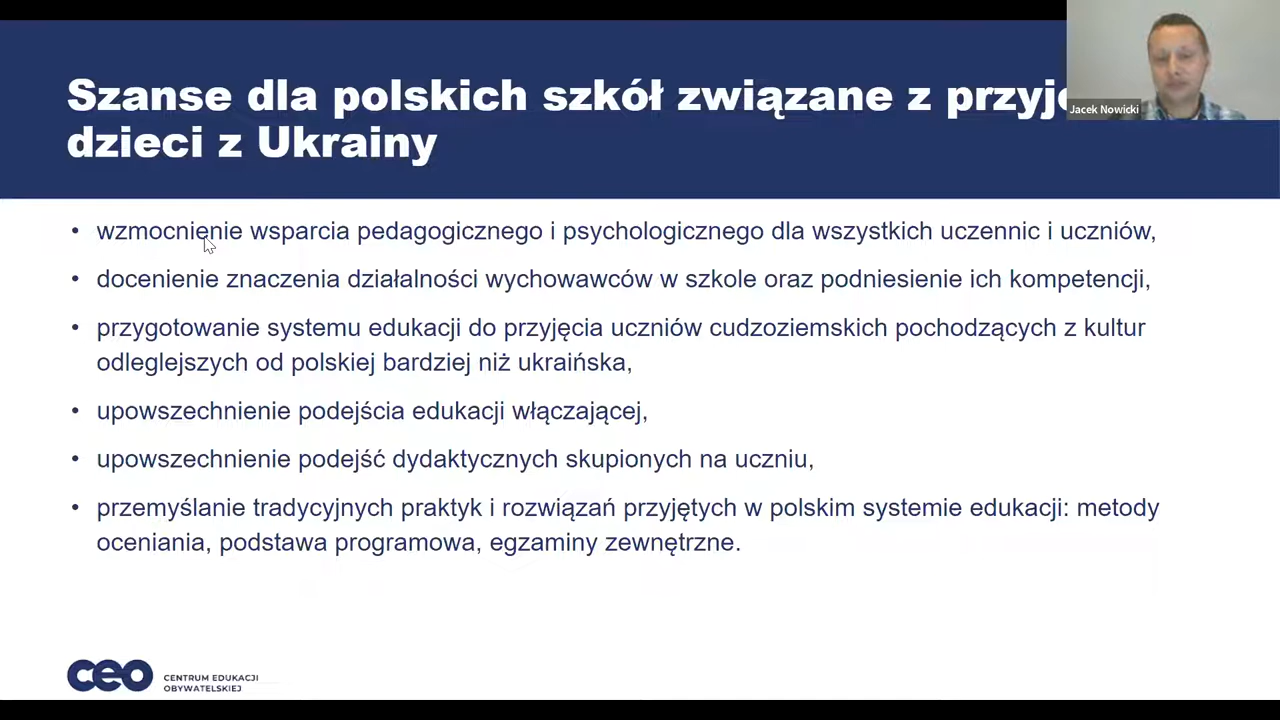 Szanse dla polskich szkół związane z
dzieci z Ukrainy
Jacek Nowicki
• wzmocnienie wsparcia pedagogicznego i psychologicznego dla wszystkich uczennic i uczniów,
• docenienie znaczenia działalności wychowawców w szkole oraz podniesienie ich kompetencji,
• przygotowanie systemu edukacji do przyjęcia uczniów cudzoziemskich pochodzących z kultur
odleglejszych od polskiej bardziej niż ukraińska,
• upowszechnienie podejścia edukacji włączającej,
• upowszechnienie podejść dydaktycznych skupionych na uczniu,
• przemyślanie tradycyjnych praktyk i rozwiązań przyjętych w polskim systemie edukacji: metody
oceniania, podstawa programowa, egzaminy zewnętrzne.
ceo
CENTRUM EDUKACJI
OBYWATELSKIEJ